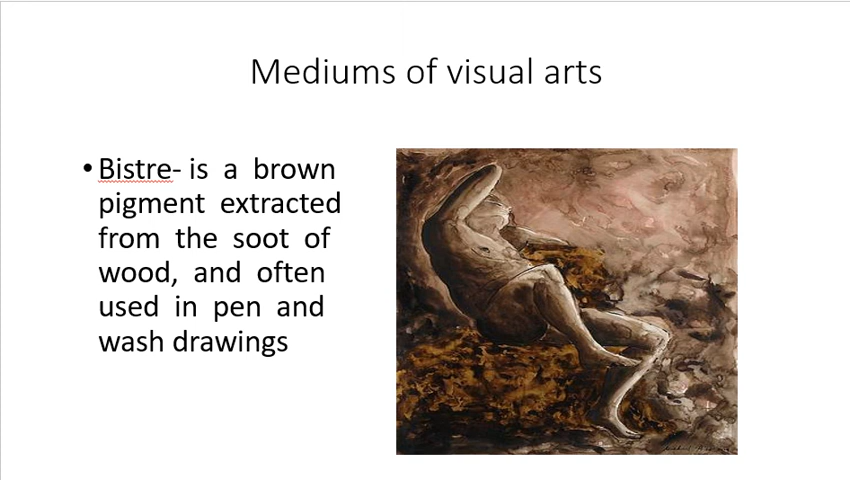 Mediums of visual arts
• Bistre- is a brown
pigment extracted
from the soot of
wood, and often
used in pen and
wash drawings